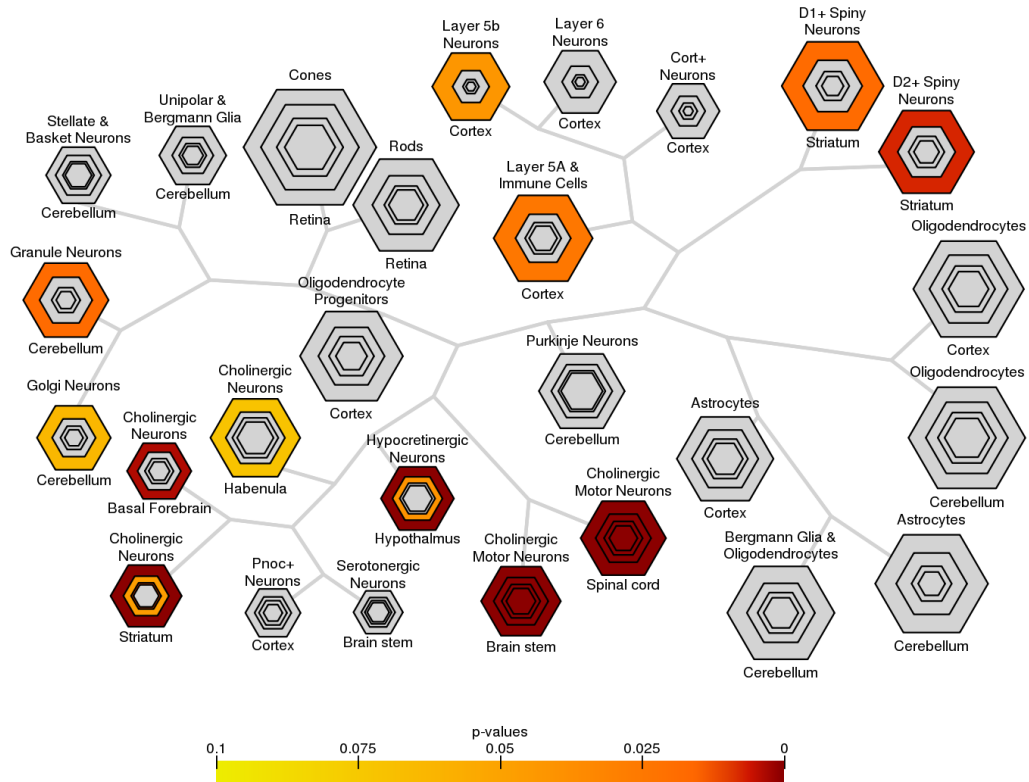 Layer 5b
Neurons
Cortex
Layer 6
Neurons
Cortex
Cort+
Neurons
Cortex
D1+ Spiny
Neurons
Striatum
D2+ Spiny
Neurons
Striatum
Cones
Retina
Rods
Retina
Unipolar &
Bergmann Glia
Cerebellum
Stellate &
Basket Neurons
Cerebellum
Layer 5A &
Immune Cells
Cortex
Oligodendrocytes
Cortex
Granule Neurons
Cerebellum
Oligodendrocyte
Progenitors
Cortex
Purkinje Neurons
Cerebellum
Oligodendrocytes
Cerebellum
Golgi Neurons
Cerebellum
Cholinergic
Neurons
Habenula
Cholinergic
Neurons
Basal Forebrain
Hypocretinergic
Neurons
Hypothalmus
Astrocytes
Cortex
Cholinergic
Motor Neurons
Spinal cord
Cholinergic
Motor Neurons
Brain stem
Bergmann Glia &
Oligodendrocytes
Cerebellum
Astrocytes
Cerebellum
Cholinergic
Neurons
Striatum
Pnoc+
Neurons
Cortex
Serotonergic
Neurons
Brain stem
p-values
0.1 0.075 0.05 0.025 0